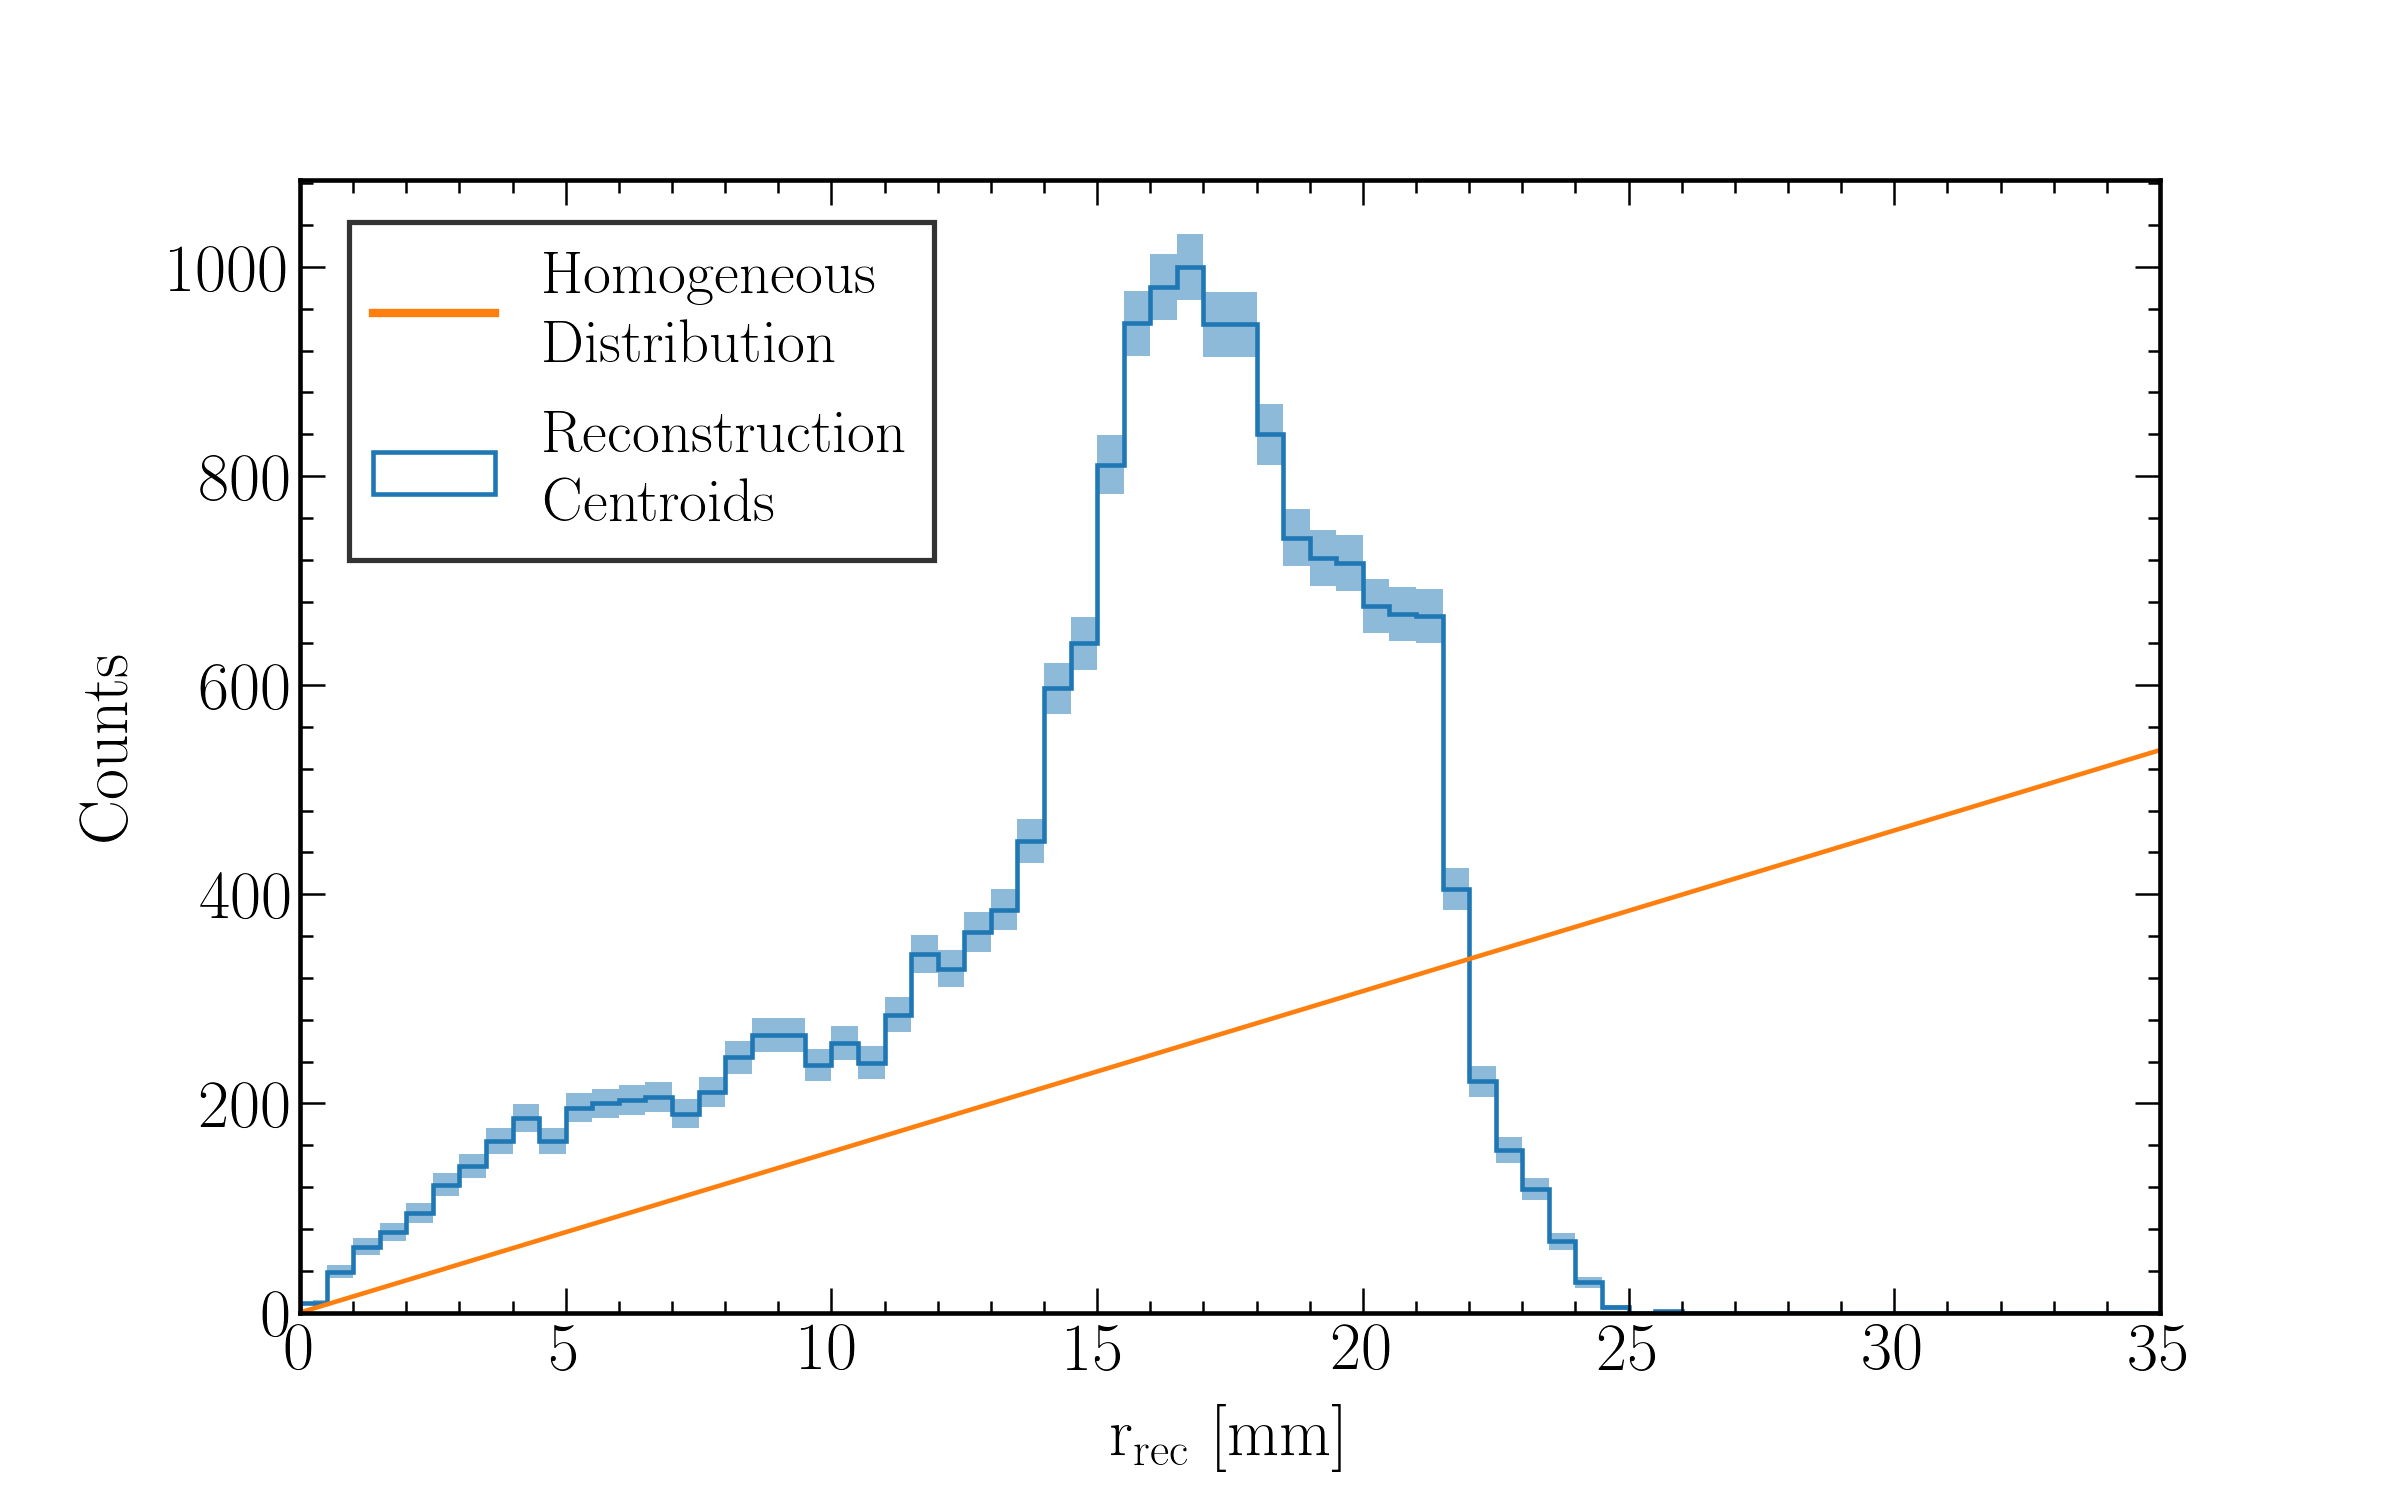 Homogeneous
Distribution
Reconstruction
Centroids
1000
800
600
400
200
0
Counts
0 5 10 15 20 25 30 35
r_rec [mm]